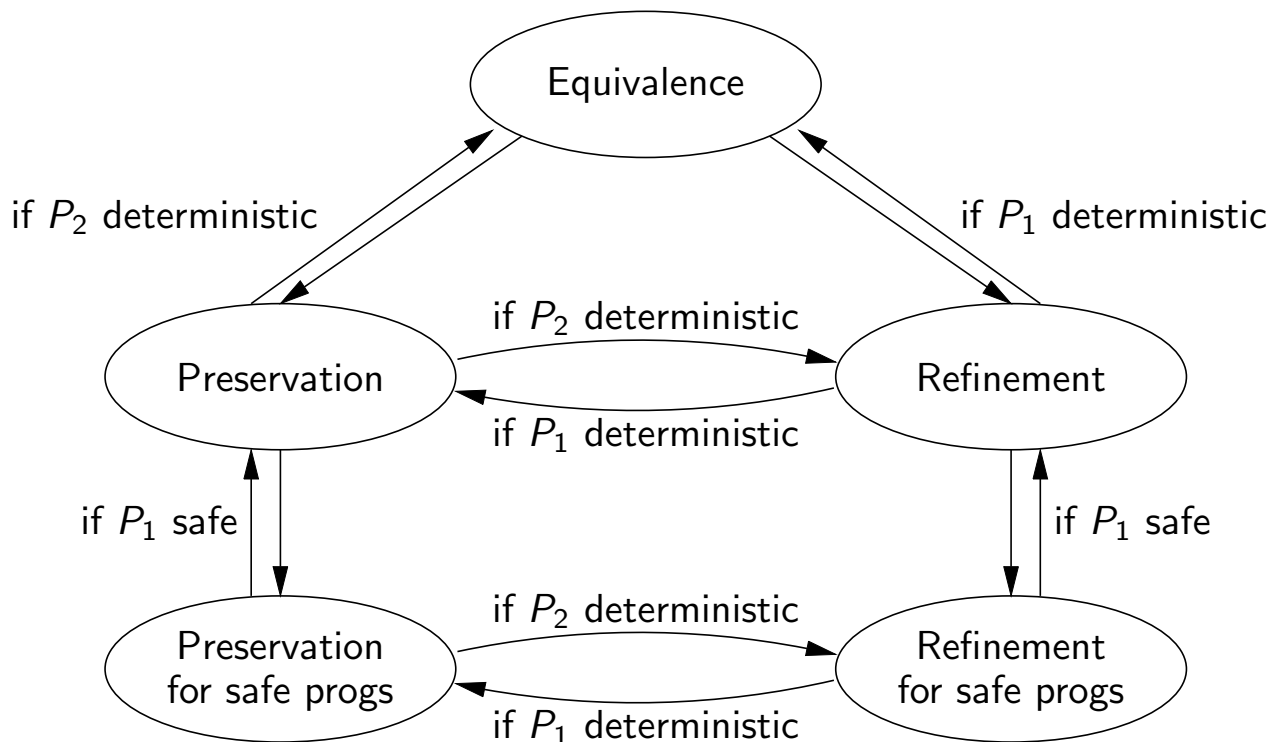 Equivalence
if P₂ deterministic
if P₁ deterministic
if P₂ deterministic
Preservation
Refinement
if P₁ deterministic
if P₁ safe
if P₁ safe
if P₂ deterministic
Preservation
for safe progs
Refinement
for safe progs
if P₁ deterministic